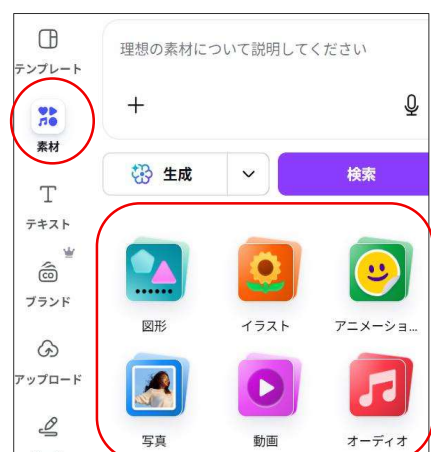 テンプレート
素材
テキスト
ブランド
アップロード
理想の素材について説明してください
生成
検索
図形
イラスト
アニメーショ...
写真
動画
オーディオ